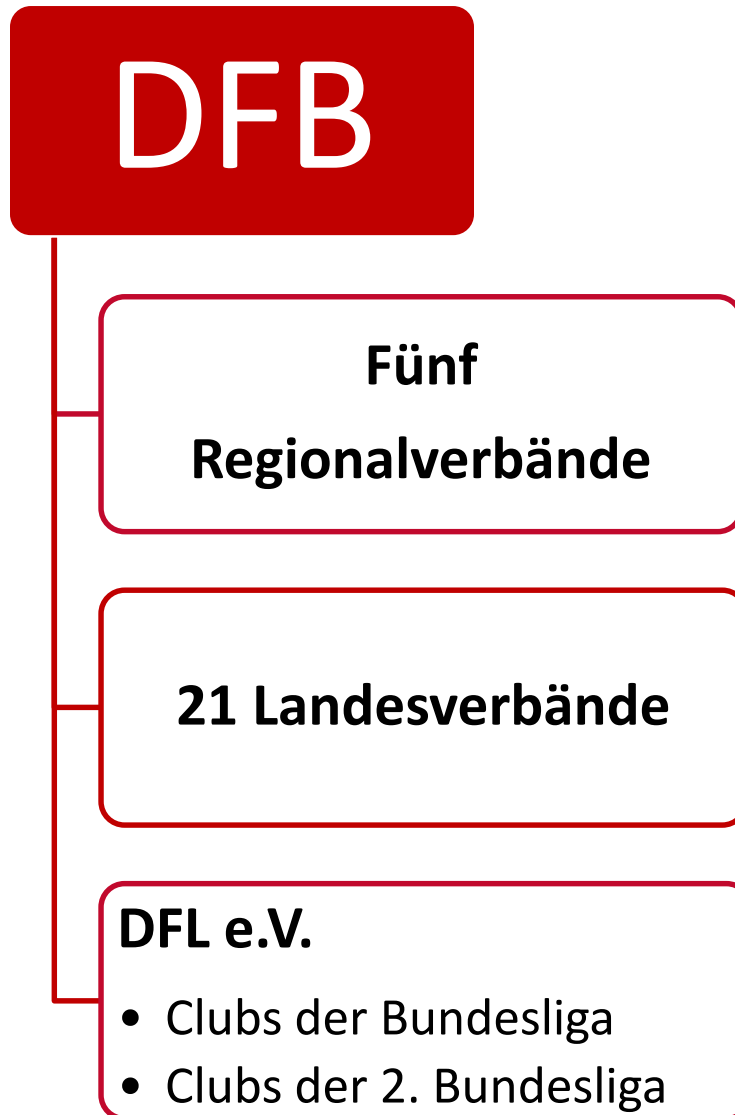 DFB
Fünf
Regionalverbände
21 Landesverbände
DFL e.V.
• Clubs der Bundesliga
• Clubs der 2. Bundesliga